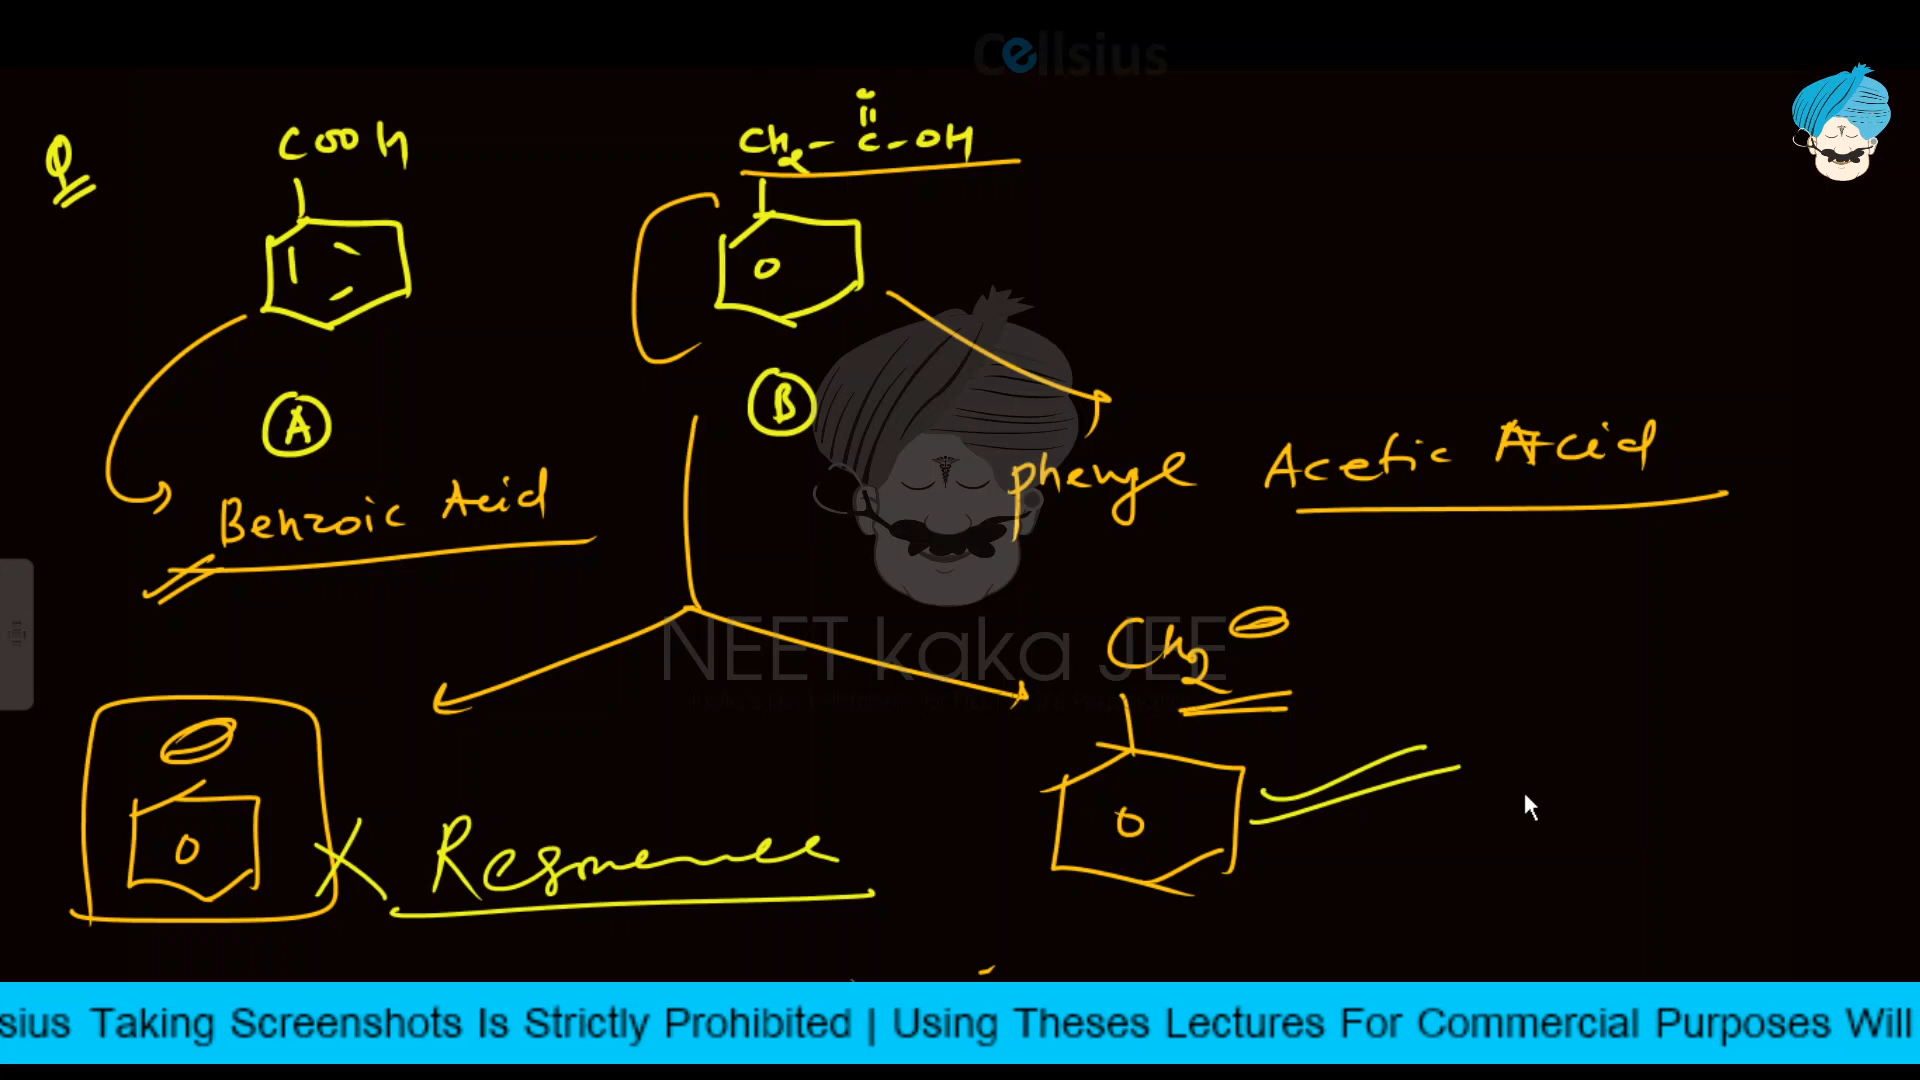 Cellsius
Q
COOH
CH2 - C - OH
O
A
B
Benzoic Acid
phenyl Acetic Acid
NEET kaka JEE
CH2 ⊖
⊖
X Resonance
sius Taking Screenshots Is Strictly Prohibited | Using Theses Lectures For Commercial Purposes Will